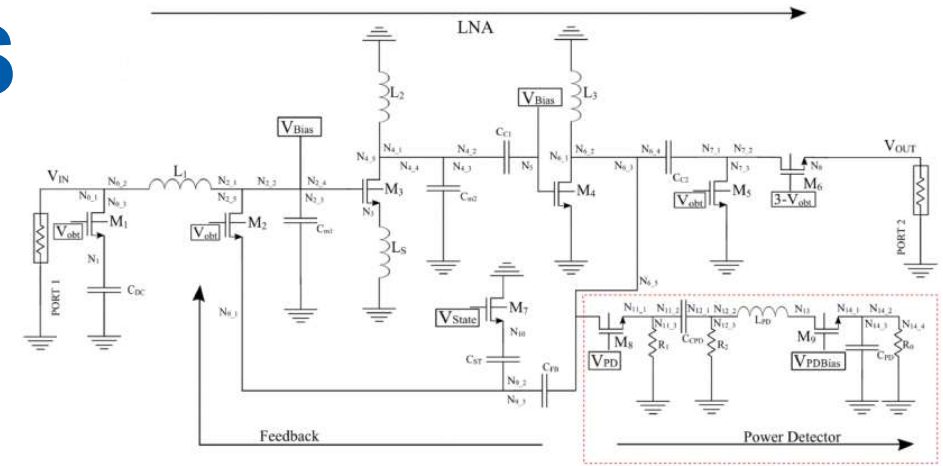 S
LNA
L2
L3
VBias
VBias
CC1
N4_1
N4_2
N4_5
N4_4
N4_3
N5
N6_1
N6_2
N6_4
N6_3
CC2
N7_1
N7_2
N7_3
N8
VOUT
VIN
L1
N0_1
N0_2
N0_3
N2_1
N2_2
N2_4
N2_5
N2_3
M3
N3
Cm2
M4
M5
Vobt
M6
3-Vobt
M1
Vobt
N1
M2
Vobt
Cm1
LS
PORT 1
CDC
PORT 2
N6_5
N9_1
M7
VState
N10
CST
CFB
N9_2
N9_3
N11_1
N11_2
N11_3
N12_1
N12_2
N12_3
LPD
N13
N14_1
N14_2
N14_3
N14_4
M8
VPD
R1
CCPD
R2
M9
VPDBias
CPD
R0
Feedback
Power Detector